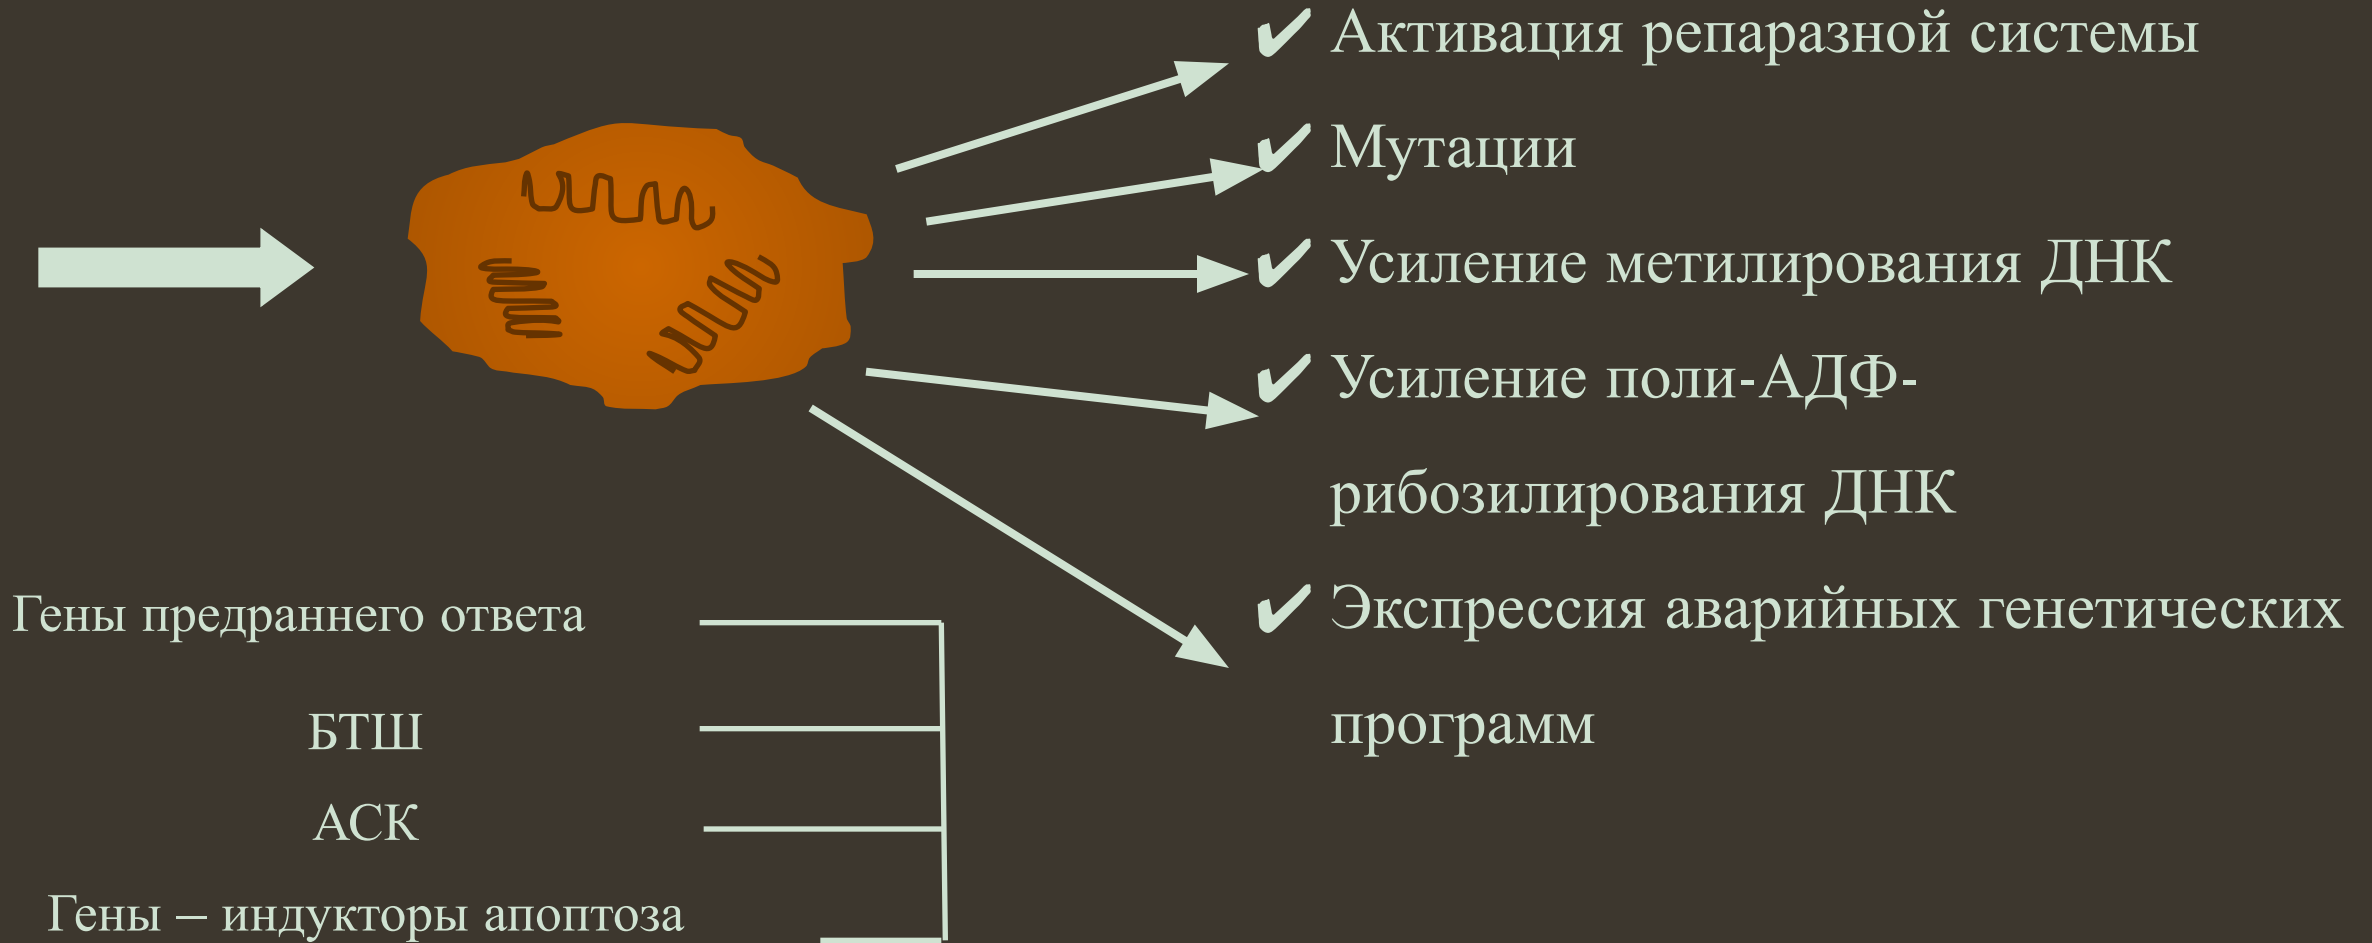 ✔ Активация репаразной системы
✔ Мутации
✔ Усиление метилирования ДНК
✔ Усиление поли-АДФ-
рибозилирования ДНК
✔ Экспрессия аварийных генетических
программ
Гены предраннего ответа
БТШ
АСК
Гены – индукторы апоптоза